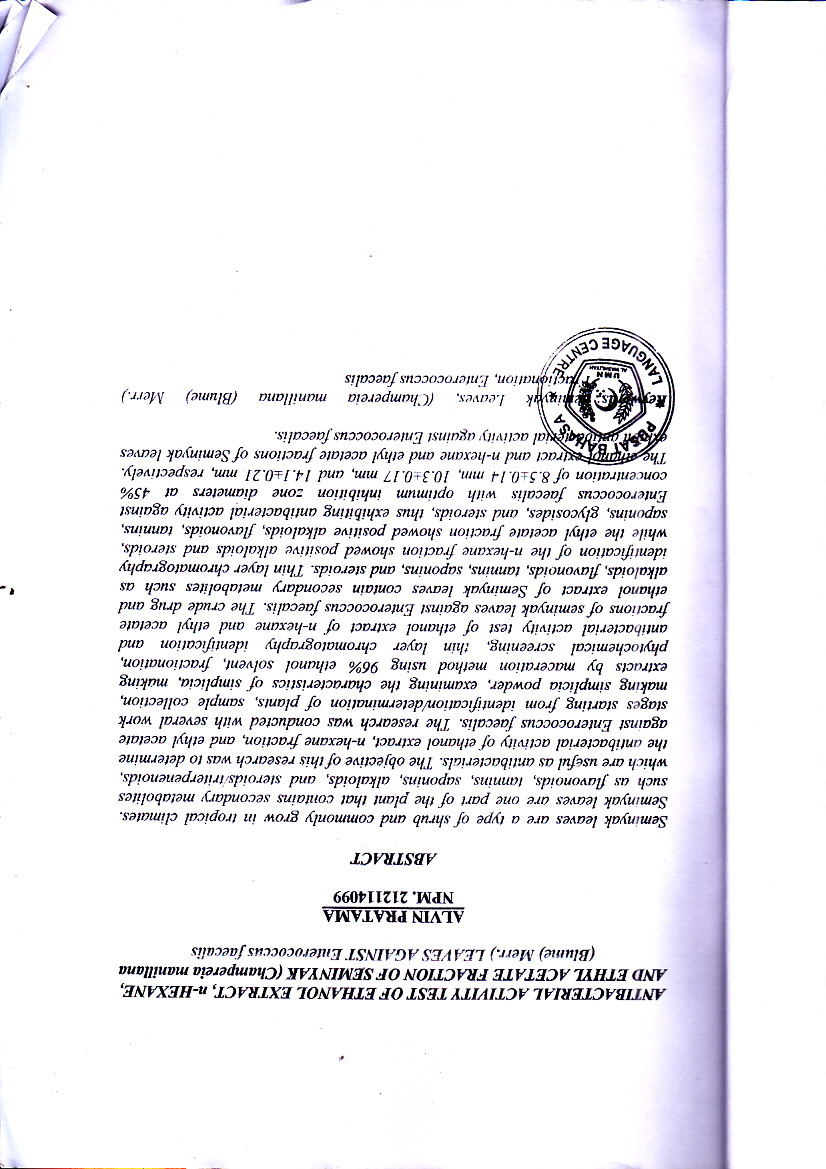 ANTIBACTERIAL ACTIVITY TEST OF ETHANOL EXTRACT, n-HEXANE,
AND ETHYL ACETATE FRACTION OF SEMINYAK (Champereia manillana
(Blume) Merr.) LEAVES AGAINST Enterococcus faecalis
ALVIN PRATAMA
NPM. 212114099
ABSTRACT
Seminyak leaves are a type of shrub and commonly grow in tropical climates.
Seminyak leaves are one part of the plant that contains secondary metabolites
such as flavonoids, tannins, saponins, alkaloids, and steroids/triterpenoids,
which are useful as antibacterials. The objective of this research was to determine
the antibacterial activity of ethanol extract, n-hexane fraction, and ethyl acetate
against Enterococcus faecalis. The research was conducted with several work
stages starting from identification/determination of plants, sample collection,
making simplicia powder, examining the characteristics of simplicia, making
extracts by maceration method using 96% ethanol solvent, fractionation,
phytochemical screening, thin layer chromatography identification and
antibacterial activity test of ethanol extract of n-hexane and ethyl acetate
fractions of seminyak leaves against Enterococcus faecalis. The crude drug and
ethanol extract of Seminyak leaves contain secondary metabolites such as
alkaloids, flavonoids, tannins, saponins, and steroids. Thin layer chromatography
identification of the n-hexane fraction showed positive alkaloids and steroids,
while the ethyl acetate fraction showed positive alkaloids, flavonoids, tannins,
saponins, glycosides, and steroids, thus exhibiting antibacterial activity against
Enterococcus faecalis with optimum inhibition zone diameters at 45%
concentration of 8.5±0.14 mm, 10.3±0.17 mm, and 14.1±0.21 mm, respectively.
The ethanol extract and n-hexane and ethyl acetate fractions of Seminyak leaves
exhibit antibacterial activity against Enterococcus faecalis.
Keywords: Seminyak Leaves, (Champereia manillana (Blume) Merr.)
Fractionation, Enterococcus faecalis
PUSAT BAHASA
UMN
AL WASHLIYAH
LANGUAGE CENTRE